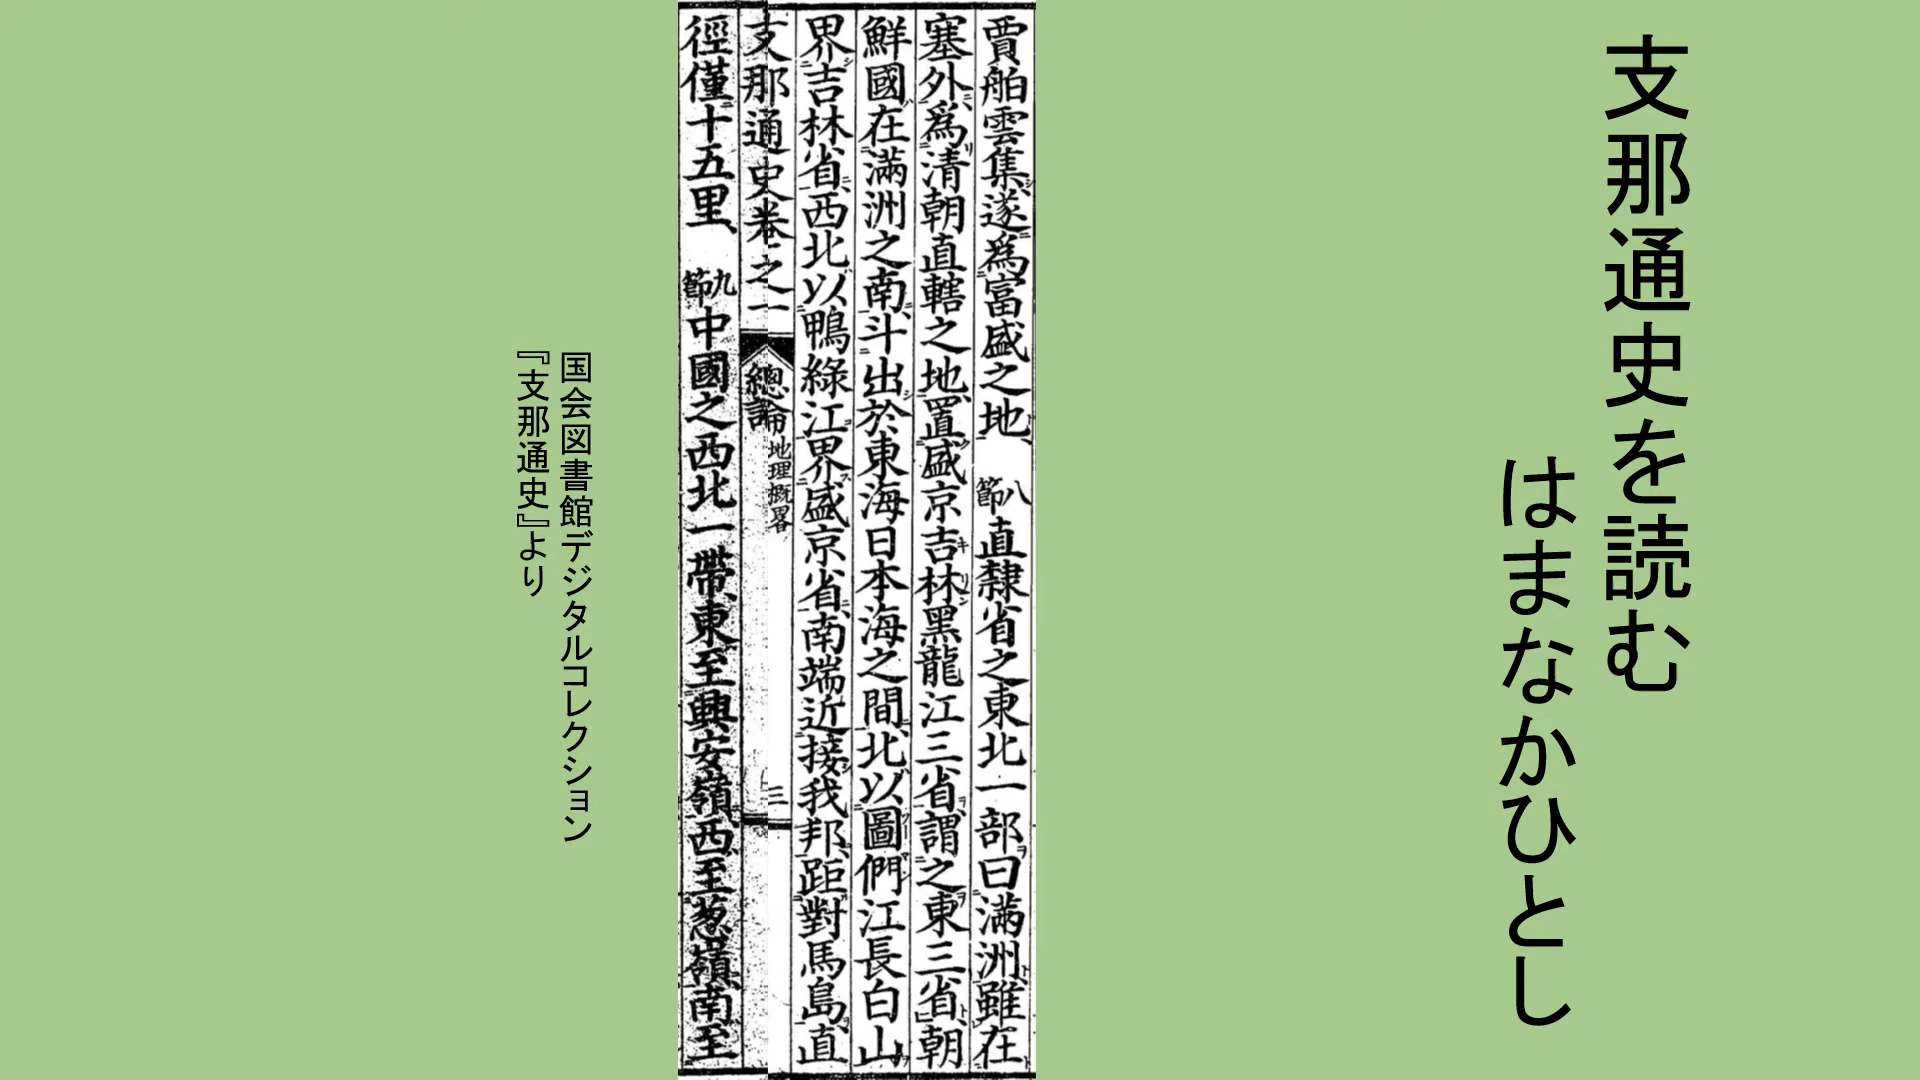 支那通史を読む
はまなかひとし
賈舶雲集、遂爲富盛之地、八節直隸省之東北一部曰滿洲、雖在
塞外、爲清朝直轄之地、置盛京吉林黑龍江三省、謂之東三省、朝
鮮國在滿洲之南、斗出於東海日本海之間、北以圖們江長白山
界吉林省、西北以鴨綠江界盛京省、南端近接我邦、距對馬島、直
支那通史卷之一 總論 地理概畧 三
徑僅十五里、九節中國之西北一帶、東至興安嶺、西至葱嶺、南至
国会図書館デジタルコレクション
『支那通史』より